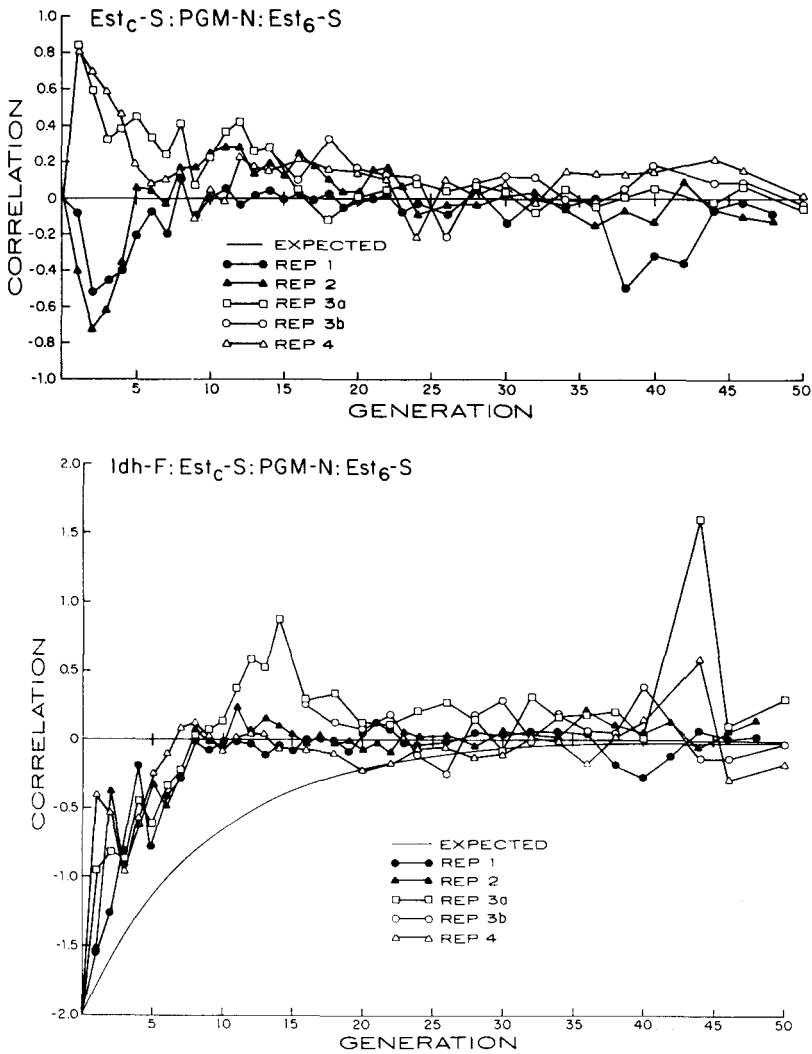 Est_C-S: PGM-N: Est_6-S
1.0
0.8
0.6
0.4
0.2
0
-0.2
-0.4
-0.6
-0.8
-1.0
CORRELATION
EXPECTED
REP 1
REP 2
REP 3a
REP 3b
REP 4
5
10
15
20
25
30
35
40
45
50
GENERATION
Idh-F: Est_C-S: PGM-N: Est_6-S
2.0
1.5
1.0
0.5
0
-0.5
-1.0
-1.5
-2.0
CORRELATION
EXPECTED
REP 1
REP 2
REP 3a
REP 3b
REP 4
5
10
15
20
25
30
35
40
45
50
GENERATION